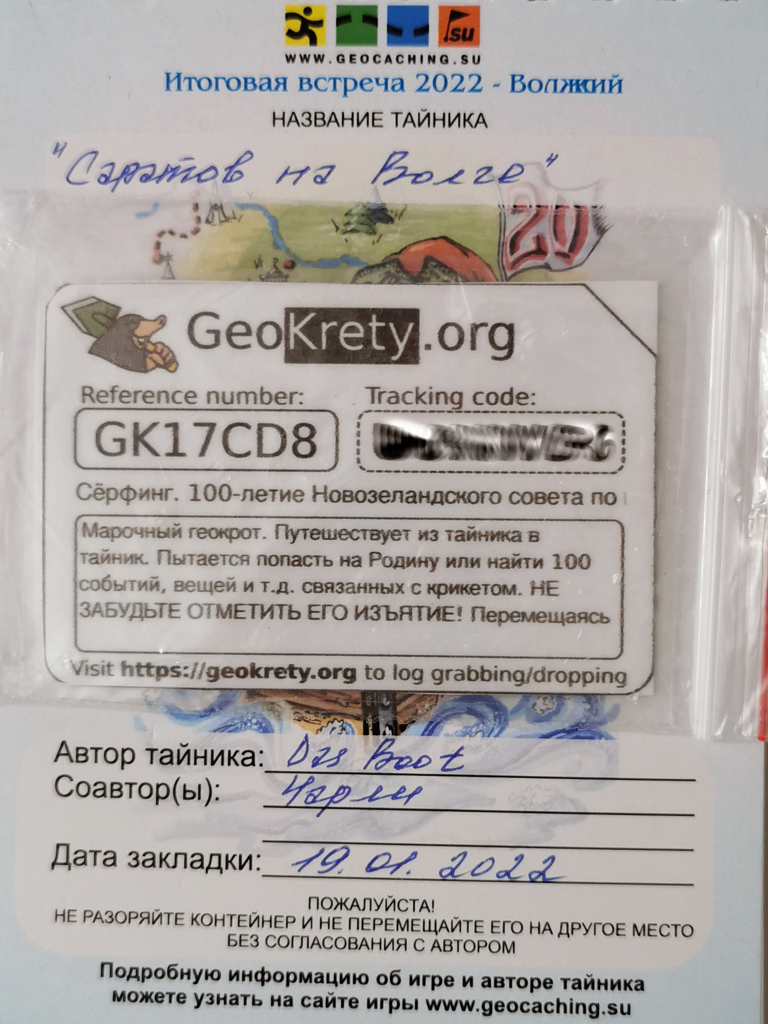 su
WWW.GEOCACHING.SU
Итоговая встреча 2022 - Волжский
НАЗВАНИЕ ТАЙНИКА
"Саратов на Волге"
20
GeoKrety.org
Reference number: Tracking code:
GK17CD8
Сёрфинг. 100-летие Новозеландского совета по
Марочный геокрот. Путешествует из тайника в
тайник. Пытается попасть на Родину или найти 100
событий, вещей и т.д. связанных с крикетом. НЕ
ЗАБУДЬТЕ ОТМЕТИТЬ ЕГО ИЗЪЯТИЕ! Перемещаясь
Visit https://geokrety.org to log grabbing/dropping
Автор тайника: Das Boot
Соавтор(ы): Чарли
Дата закладки: 19.01.2022
ПОЖАЛУЙСТА!
НЕ РАЗОРЯЙТЕ КОНТЕЙНЕР И НЕ ПЕРЕМЕЩАЙТЕ ЕГО НА ДРУГОЕ МЕСТО
БЕЗ СОГЛАСОВАНИЯ С АВТОРОМ
Подробную информацию об игре и авторе тайника
можете узнать на сайте игры www.geocaching.su